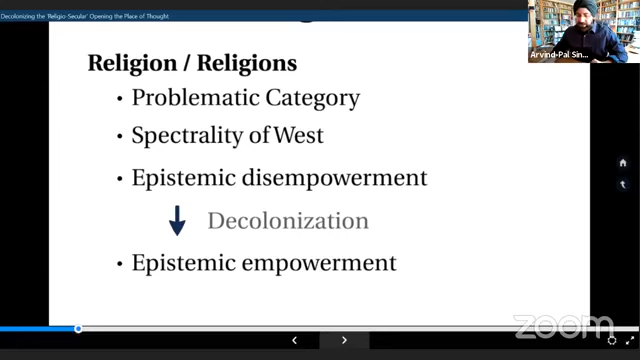 Decolonizing the 'Religio-Secular' Opening the Place of Thought
Arvind-Pal Sin...
Religion / Religions
• Problematic Category
• Spectrality of West
• Epistemic disempowerment
Decolonization
• Epistemic empowerment
zoom